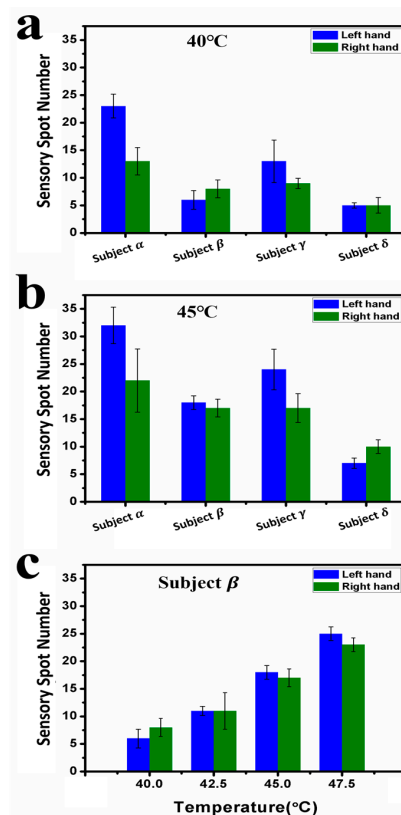 a
40°C
Left hand
Right hand
Sensory Spot Number
35
30
25
20
15
10
5
0
Subject α
Subject β
Subject γ
Subject δ
b
45°C
Left hand
Right hand
Sensory Spot Number
35
30
25
20
15
10
5
0
Subject α
Subject β
Subject γ
Subject δ
c
Subject β
Left hand
Right hand
Sensory Spot Number
35
30
25
20
15
10
5
0
40.0 42.5 45.0 47.5
Temperature(°C)